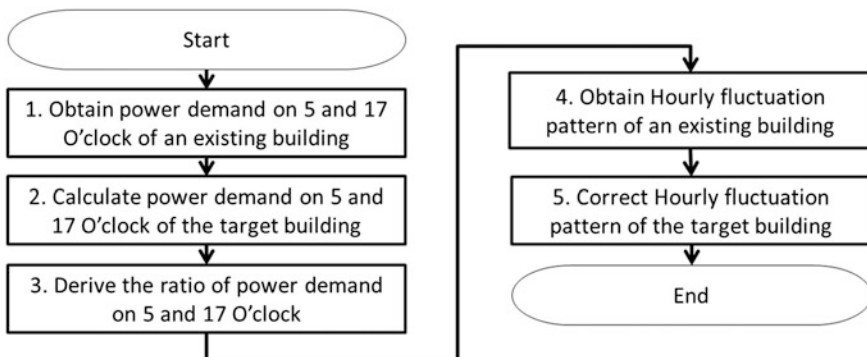 Start
1. Obtain power demand on 5 and 17
O'clock of an existing building
2. Calculate power demand on 5 and
17 O'clock of the target building
3. Derive the ratio of power demand
on 5 and 17 O'clock
4. Obtain Hourly fluctuation
pattern of an existing building
5. Correct Hourly fluctuation
pattern of the target building
End